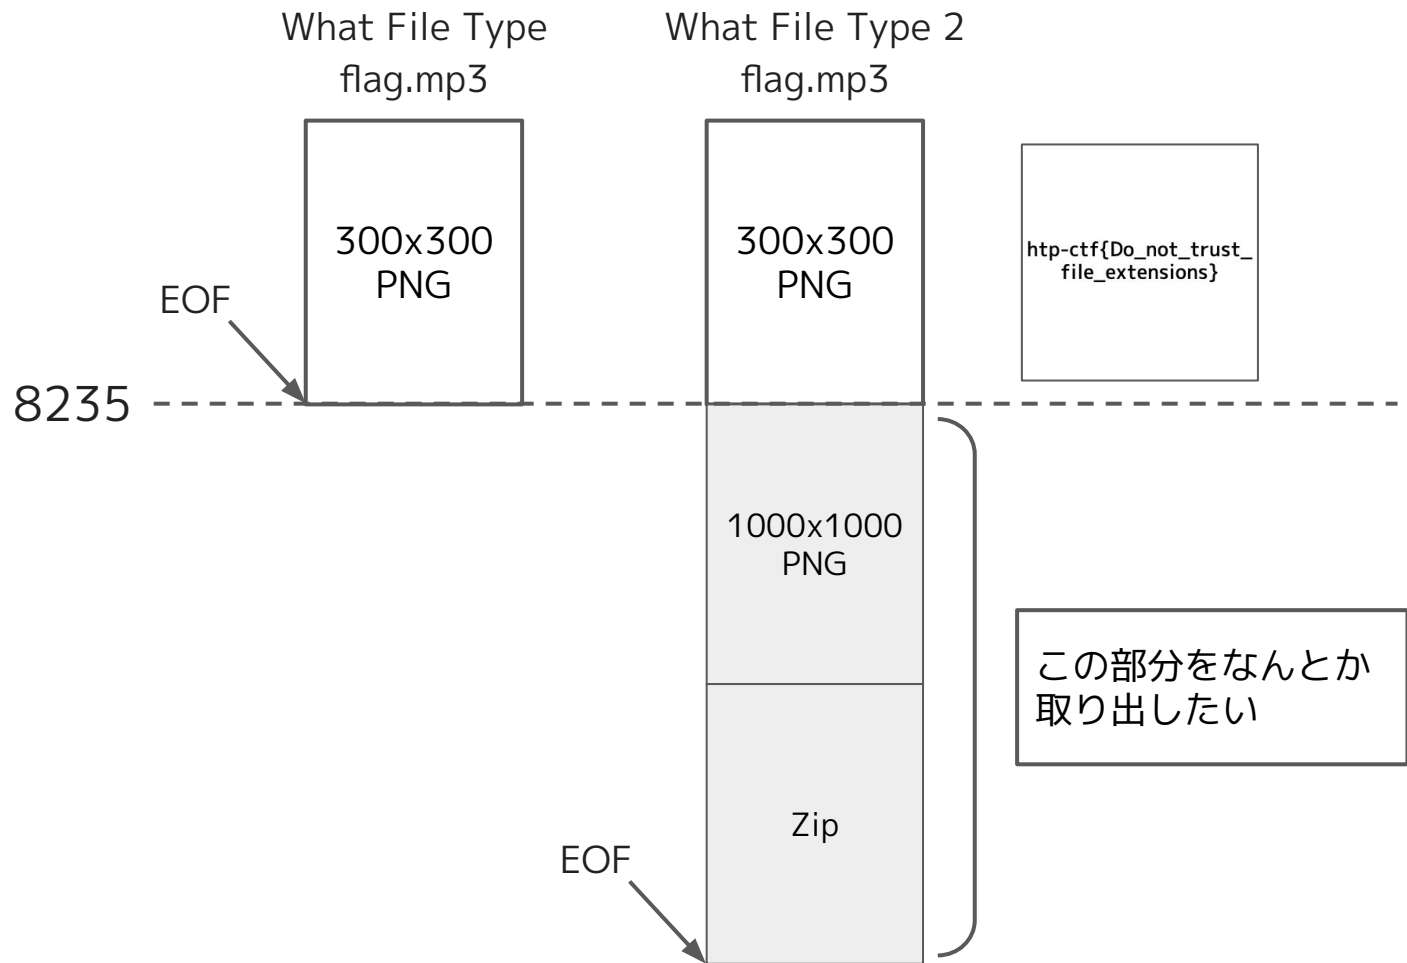 What File Type
flag.mp3
What File Type 2
flag.mp3
300x300
PNG
300x300
PNG
htp-ctf{Do_not_trust_
file_extensions}
EOF
8235
1000x1000
PNG
この部分をなんとか
取り出したい
Zip
EOF